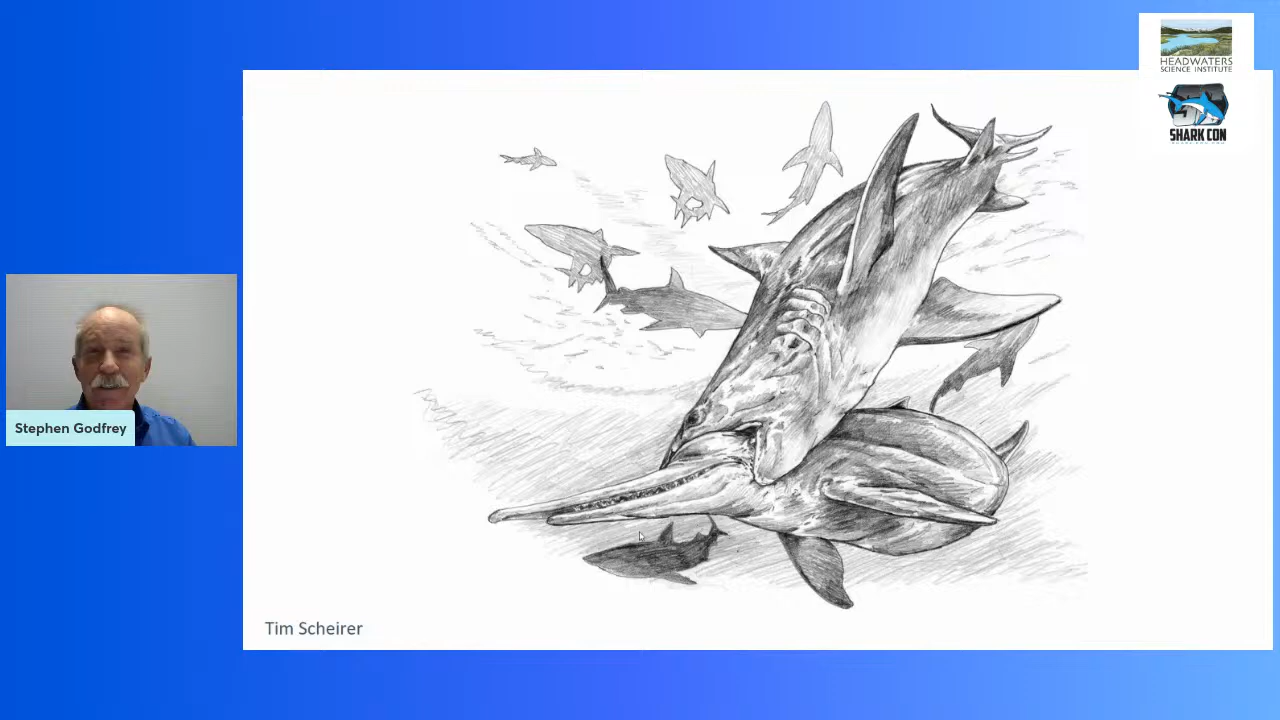 HEADWATERS
SCIENCE INSTITUTE
SHARK CON
Stephen Godfrey
Tim Scheirer